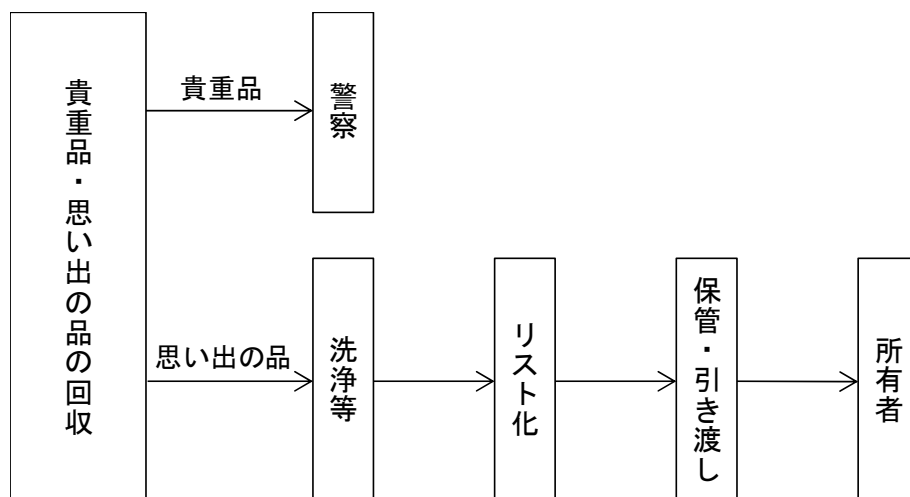 貴重品・思い出の品の回収
貴重品
警察
思い出の品
洗浄等
リスト化
保管・引き渡し
所有者